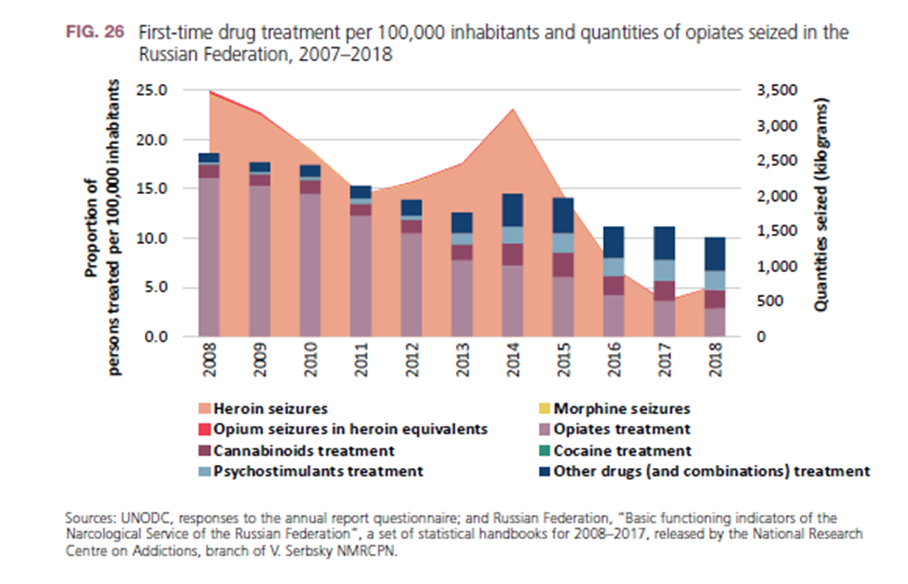 FIG. 26 First-time drug treatment per 100,000 inhabitants and quantities of opiates seized in the
Russian Federation, 2007–2018
Proportion of
persons treated per 100,000 inhabitants
25.0
20.0
15.0
10.0
5.0
0.0
3,500
3,000
2,500
2,000
1,500
1,000
500
0
Quantities seized (kilograms)
2008
2009
2010
2011
2012
2013
2014
2015
2016
2017
2018
Heroin seizures
Morphine seizures
Opium seizures in heroin equivalents
Opiates treatment
Cannabinoids treatment
Cocaine treatment
Psychostimulants treatment
Other drugs (and combinations) treatment
Sources: UNODC, responses to the annual report questionnaire; and Russian Federation, “Basic functioning indicators of the
Narcological Service of the Russian Federation”, a set of statistical handbooks for 2008–2017, released by the National Research
Centre on Addictions, branch of V. Serbsky NMRCPN.